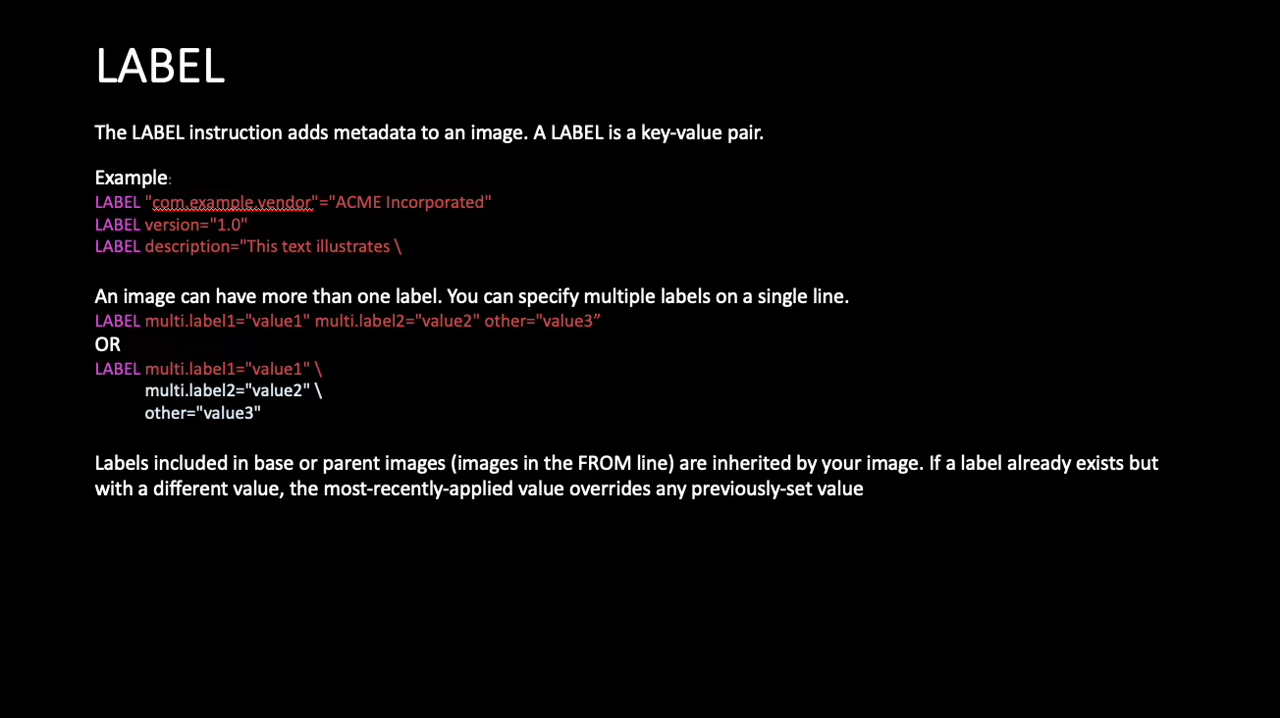 LABEL
The LABEL instruction adds metadata to an image. A LABEL is a key-value pair.
Example:
LABEL "com.example.vendor"="ACME Incorporated"
LABEL version="1.0"
LABEL description="This text illustrates \
An image can have more than one label. You can specify multiple labels on a single line.
LABEL multi.label1="value1" multi.label2="value2" other="value3”
OR
LABEL multi.label1="value1" \
multi.label2="value2" \
other="value3"
Labels included in base or parent images (images in the FROM line) are inherited by your image. If a label already exists but
with a different value, the most-recently-applied value overrides any previously-set value